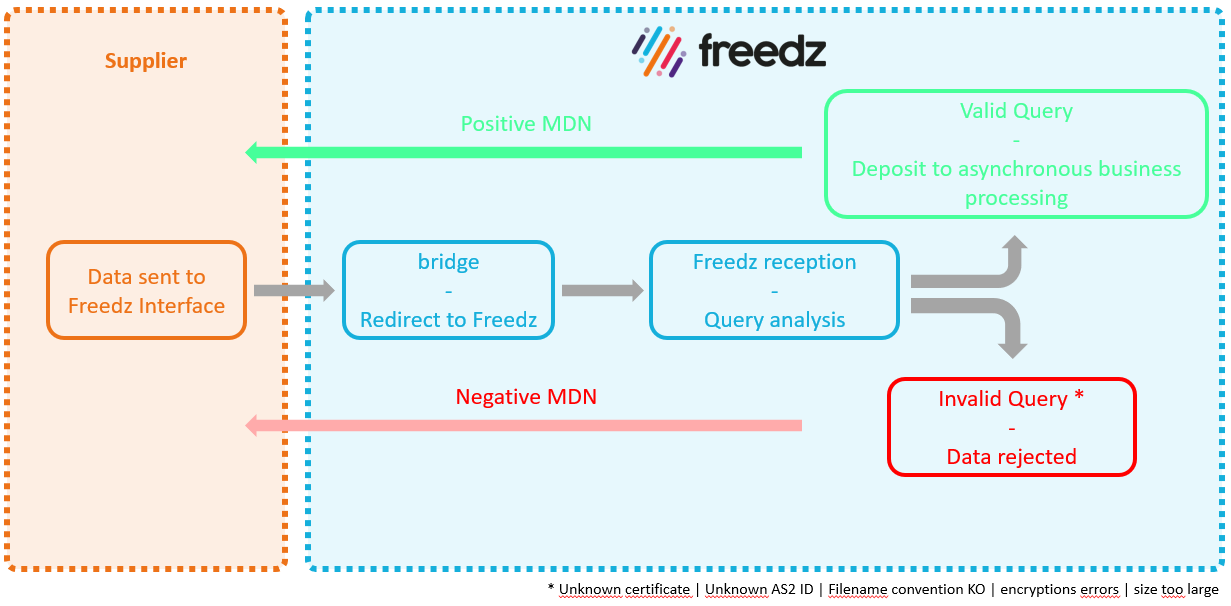 Supplier
freedz
Positive MDN
Valid Query
-
Deposit to asynchronous business
processing
Data sent to
Freedz Interface
bridge
-
Redirect to Freedz
Freedz reception
-
Query analysis
Negative MDN
Invalid Query *
-
Data rejected
* Unknown certificate | Unknown AS2 ID | Filename convention KO | encryptions errors | size too large